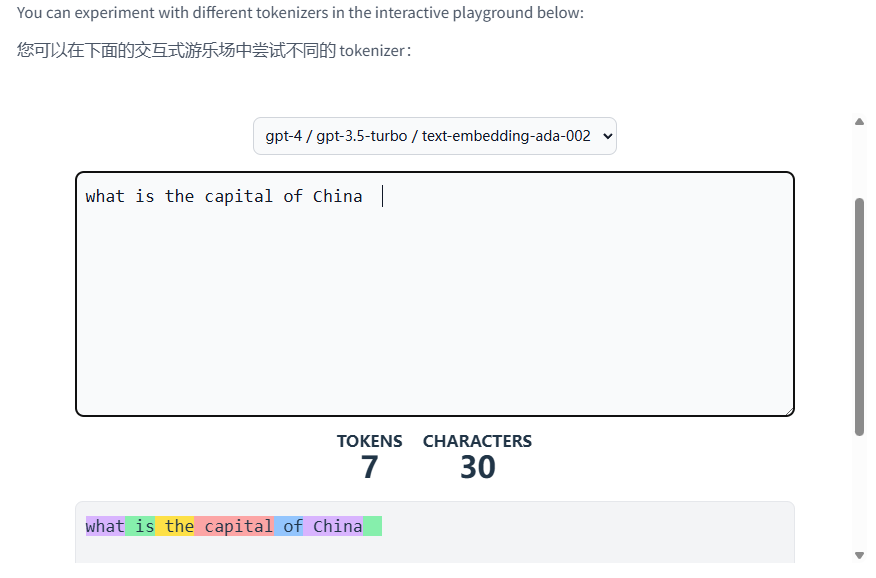 You can experiment with different tokenizers in the interactive playground below:
您可以在下面的交互式游乐场中尝试不同的 tokenizer：
gpt-4 / gpt-3.5-turbo / text-embedding-ada-002
what is the capital of China
TOKENS CHARACTERS
7 30
what is the capital of China